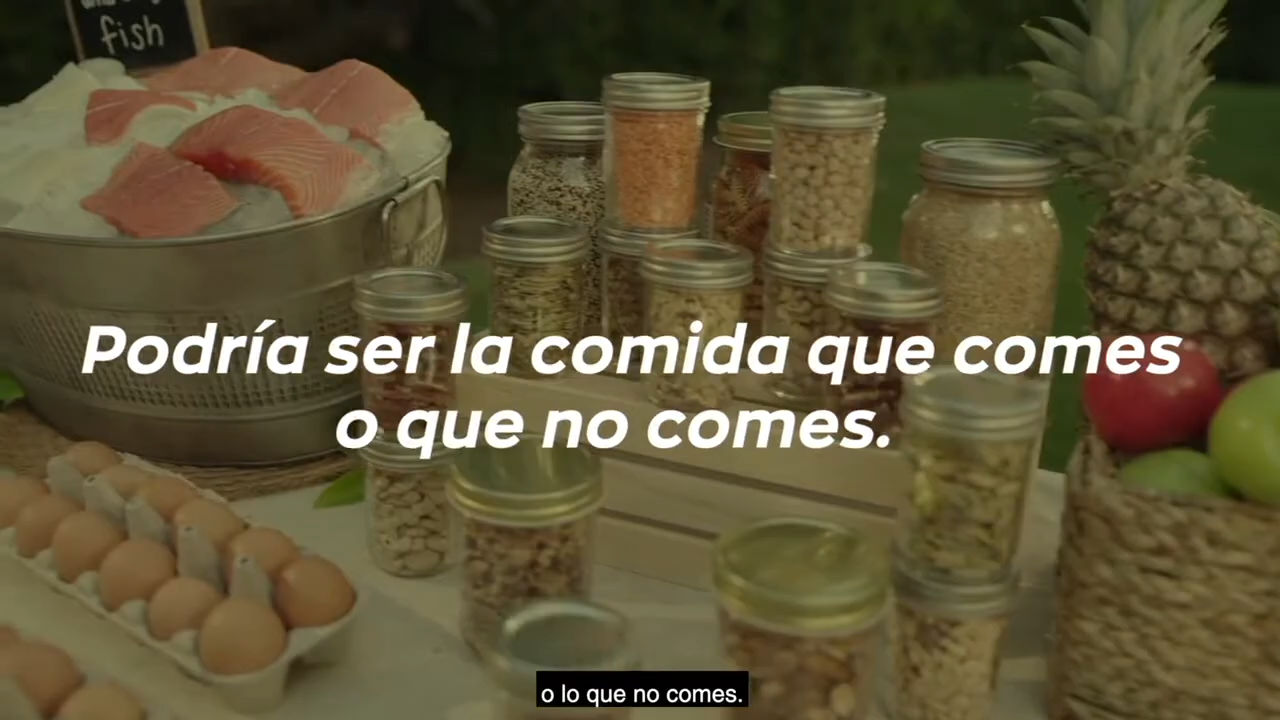 fish
Podría ser la comida que comes
o que no comes.
o lo que no comes.